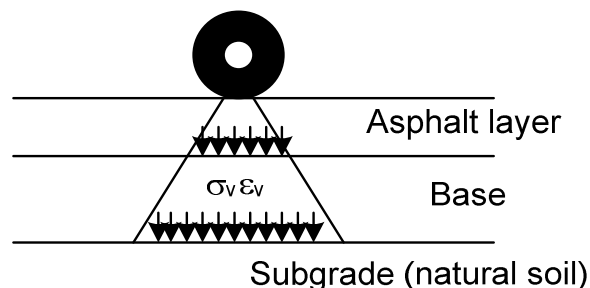 Asphalt layer
σv εv
Base
Subgrade (natural soil)